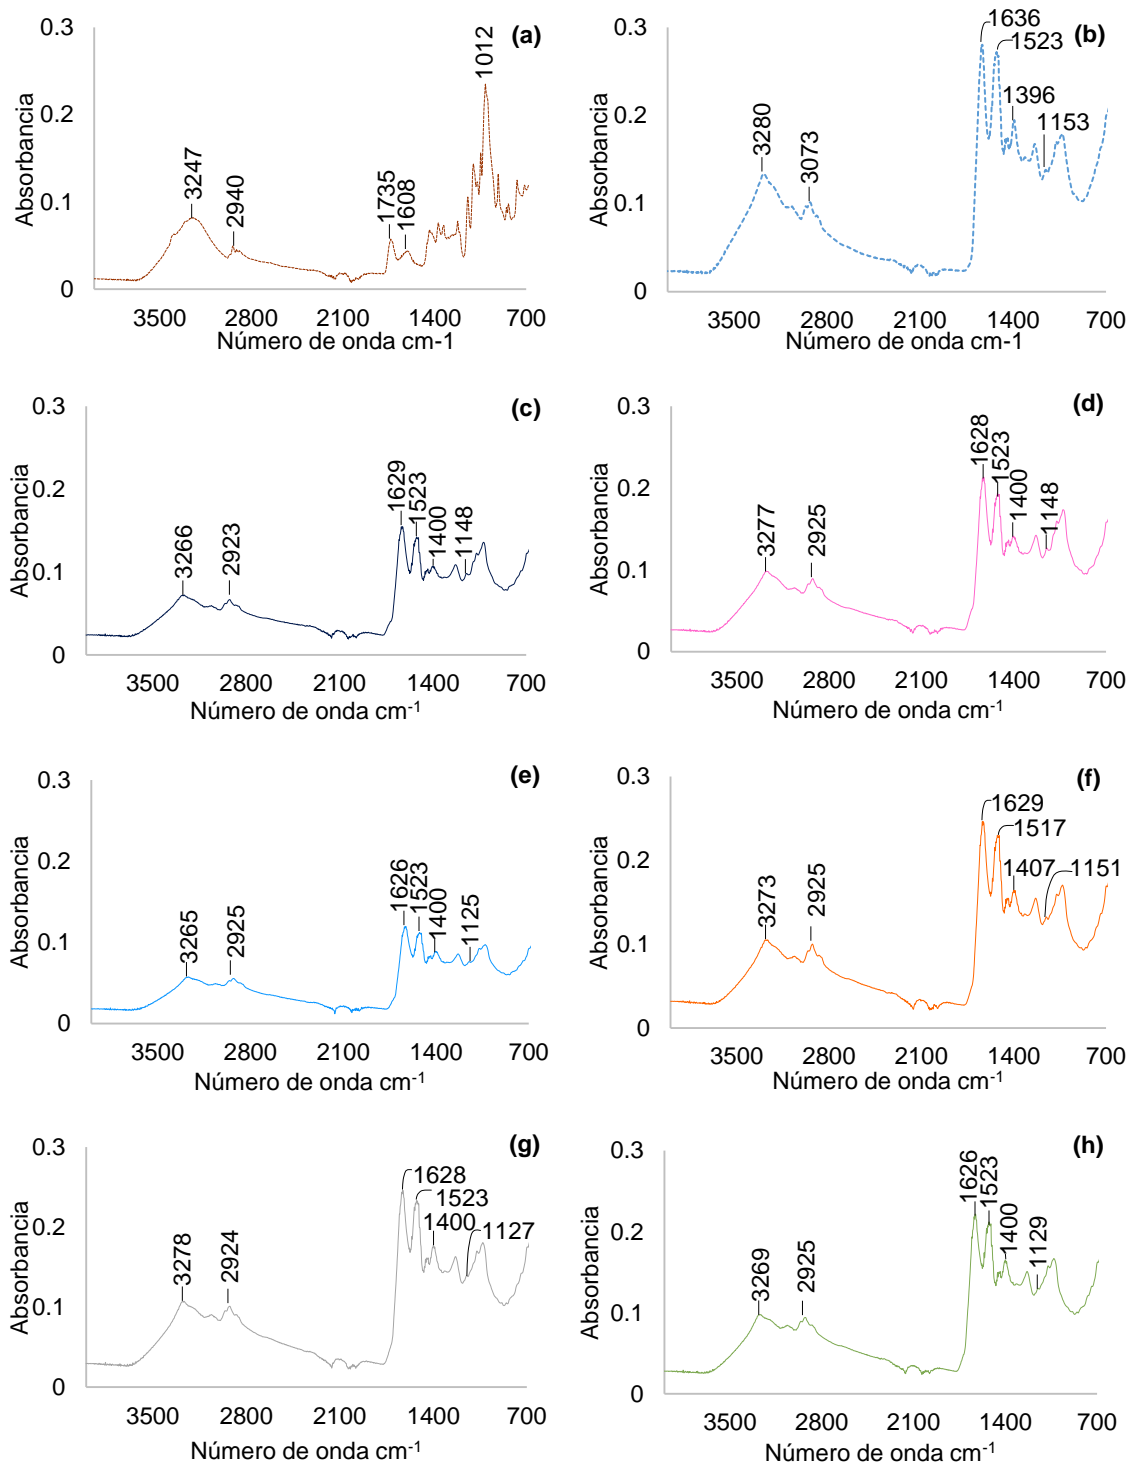 (a)
Absorbancia
0.3
0.2
0.1
0
3247
2940
1735
1608
1012
3500 2800 2100 1400 700
Número de onda cm-1
(b)
Absorbancia
0.3
0.2
0.1
0
3280
3073
1636
1523
1396
1153
3500 2800 2100 1400 700
Número de onda cm-1
(c)
Absorbancia
0.3
0.2
0.1
0
3266
2923
1629
1523
1400
1148
3500 2800 2100 1400 700
Número de onda cm-1
(d)
Absorbancia
0.3
0.2
0.1
0
3277
2925
1628
1523
1400
1148
3500 2800 2100 1400 700
Número de onda cm-1
(e)
Absorbancia
0.3
0.2
0.1
0
3265
2925
1626
1523
1400
1125
3500 2800 2100 1400 700
Número de onda cm-1
(f)
Absorbancia
0.3
0.2
0.1
0
3273
2925
1629
1517
1407
1151
3500 2800 2100 1400 700
Número de onda cm-1
(g)
Absorbancia
0.3
0.2
0.1
0
3278
2924
1628
1523
1400
1127
3500 2800 2100 1400 700
Número de onda cm-1
(h)
Absorbancia
0.3
0.2
0.1
0
3269
2925
1626
1523
1400
1129
3500 2800 2100 1400 700
Número de onda cm-1